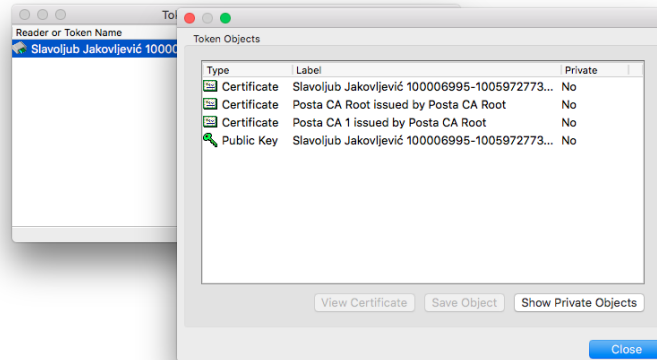 Tok
Reader or Token Name
Slavoljub Jakovljević 10000
Token Objects
Type Label Private
Certificate Slavoljub Jakovljević 100006995-1005972773... No
Certificate Posta CA Root issued by Posta CA Root No
Certificate Posta CA 1 issued by Posta CA Root No
Public Key Slavoljub Jakovljević 100006995-1005972773... No
View Certificate Save Object Show Private Objects
Close